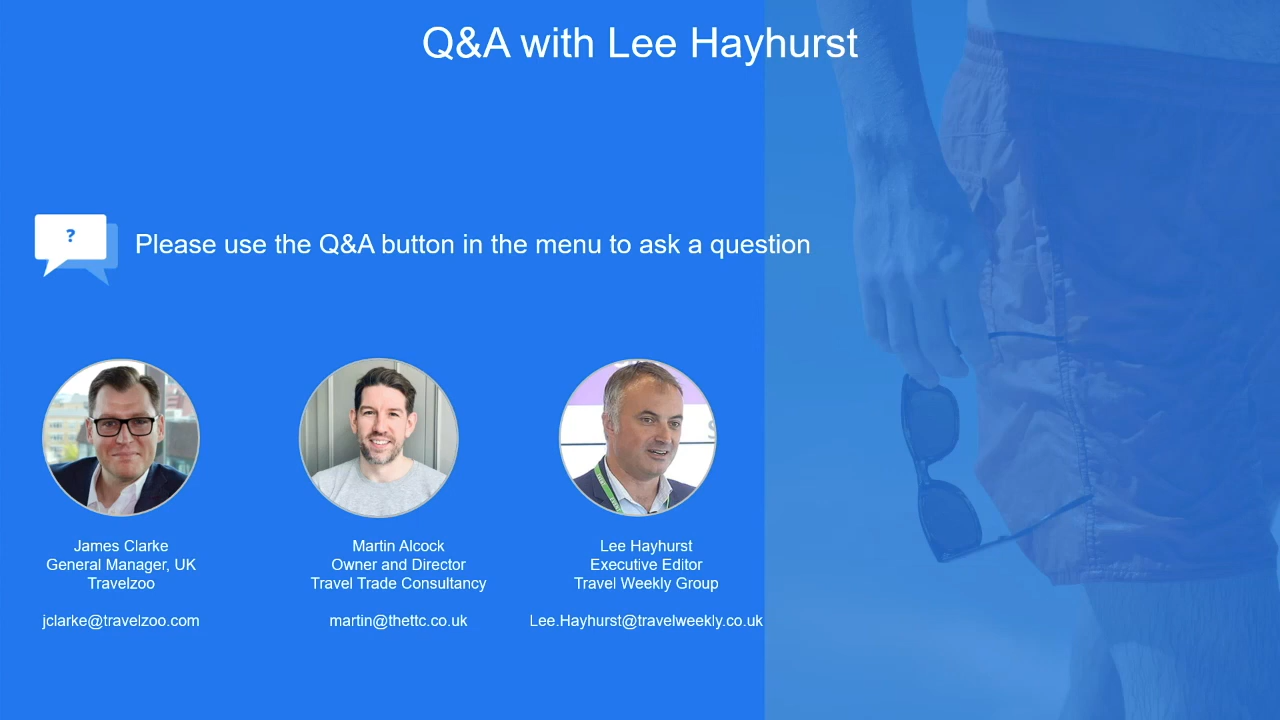 Q&A with Lee Hayhurst
?
Please use the Q&A button in the menu to ask a question
James Clarke
General Manager, UK
Travelzoo
jclarke@travelzoo.com
Martin Alcock
Owner and Director
Travel Trade Consultancy
martin@thettc.co.uk
Lee Hayhurst
Executive Editor
Travel Weekly Group
Lee.Hayhurst@travelweekly.co.uk